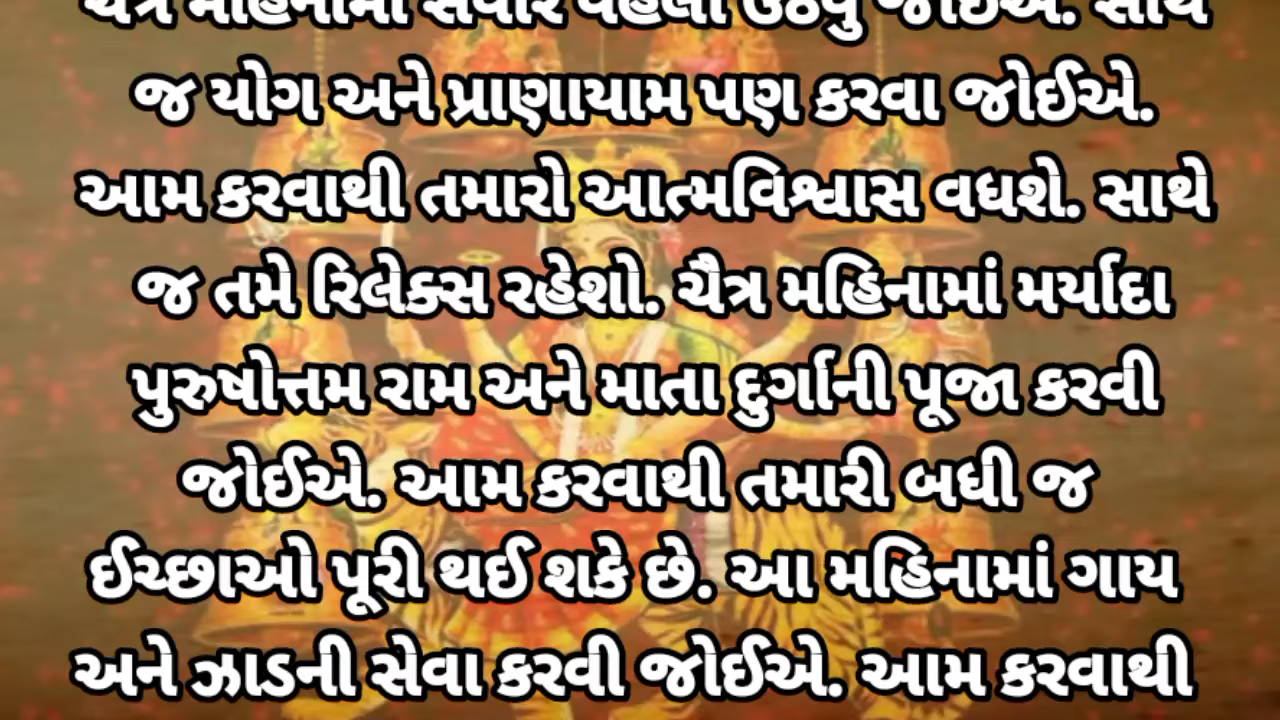 ચૈત્ર મહિનામાં સવારે વહેલા ઉઠવું જોઈએ. સાથે
જ યોગ અને પ્રાણાયામ પણ કરવા જોઈએ.
આમ કરવાથી તમારો આત્મવિશ્વાસ વધશે. સાથે
જ તમે રિલેક્સ રહેશો. ચૈત્ર મહિનામાં મર્યાદા
પુરુષોત્તમ રામ અને માતા દુર્ગાની પૂજા કરવી
જોઈએ. આમ કરવાથી તમારી બધી જ
ઈચ્છાઓ પૂરી થઈ શકે છે. આ મહિનામાં ગાય
અને ઝાડની સેવા કરવી જોઈએ. આમ કરવાથી